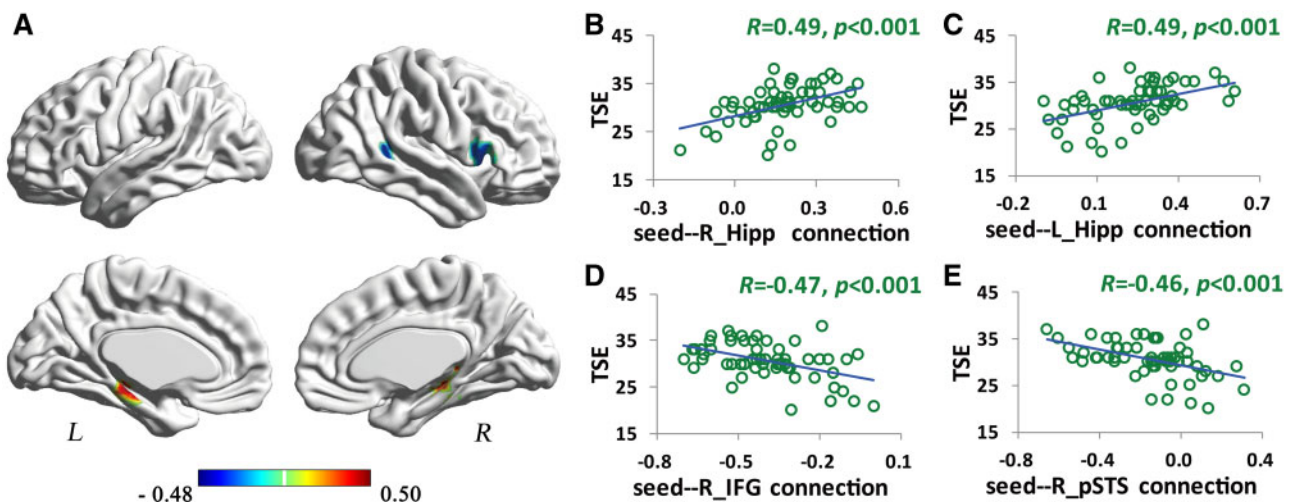 A
L
R
- 0.48
0.50
B
R=0.49, p<0.001
TSE
45
35
25
15
-0.3
0.0
0.3
0.6
seed--R_Hipp connection
C
R=0.49, p<0.001
TSE
45
35
25
15
-0.2
0.1
0.4
0.7
seed--L_Hipp connection
D
R=-0.47, p<0.001
TSE
45
35
25
15
-0.8
-0.5
-0.2
0.1
seed--R_IFG connection
E
R=-0.46, p<0.001
TSE
45
35
25
15
-0.8
-0.4
0.0
0.4
seed--R_pSTS connection